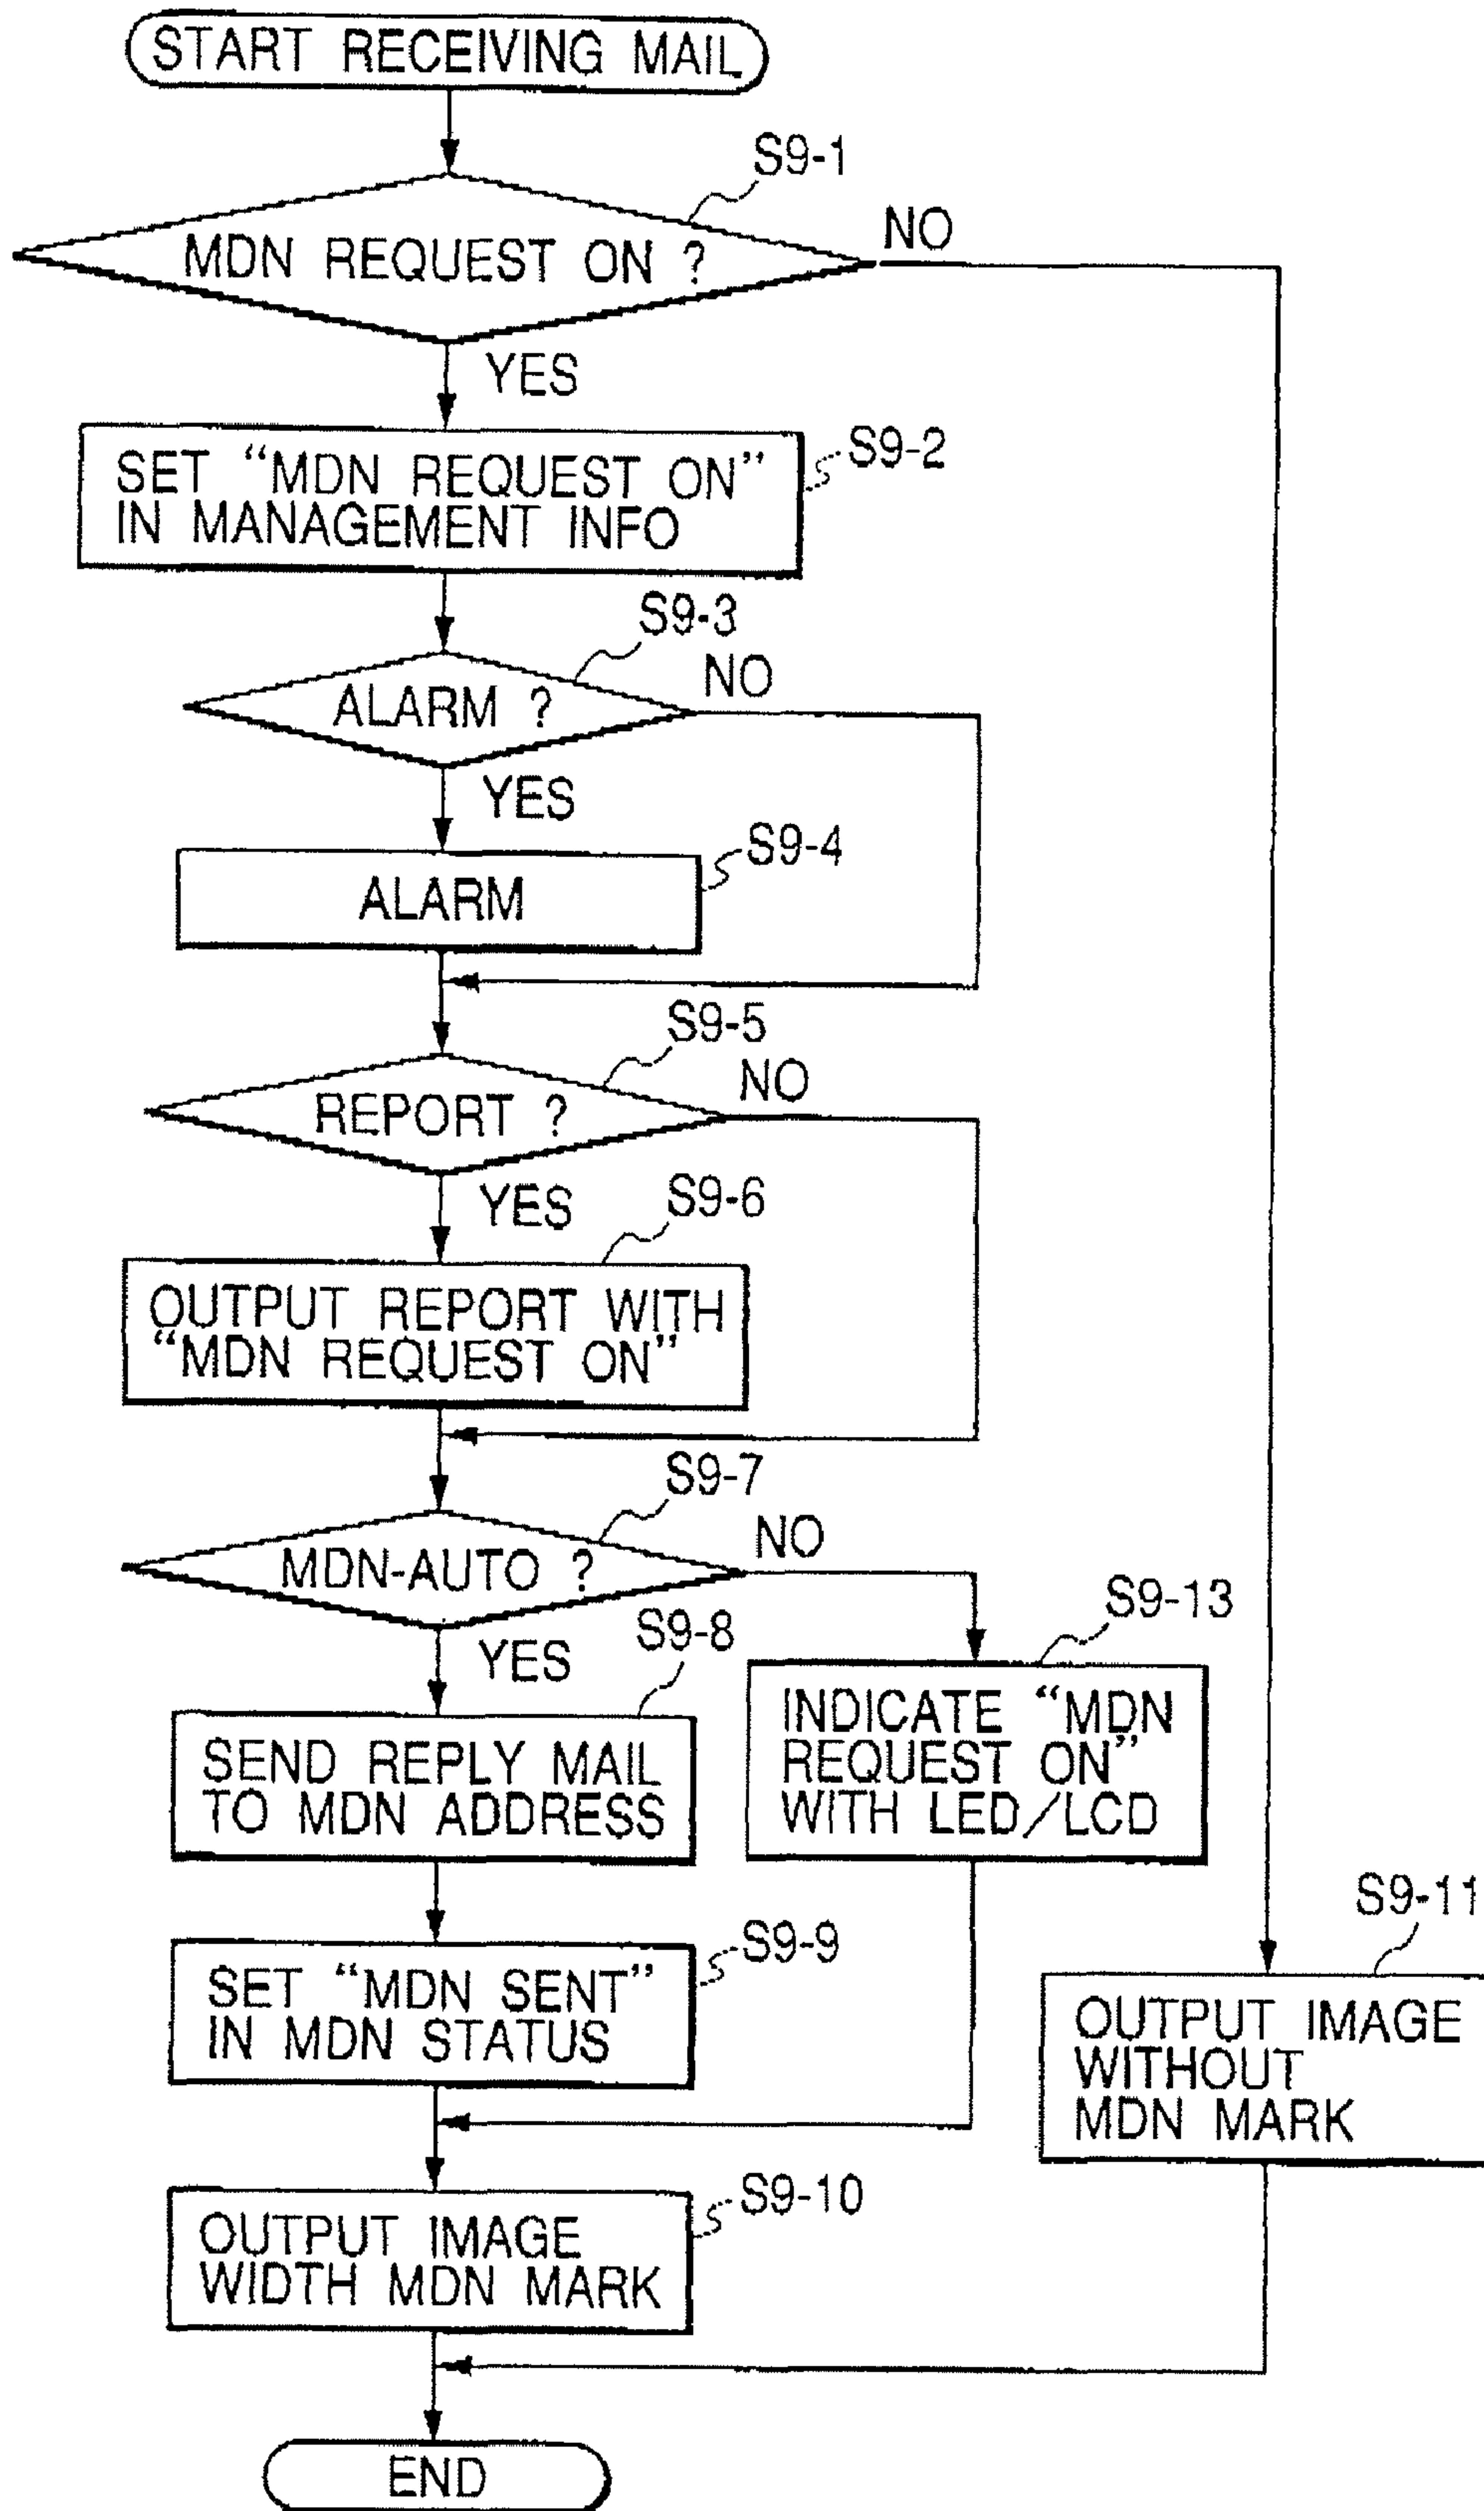 START RECEIVING MAIL
S9-1
MDN REQUEST ON ?
NO
YES
S9-2
SET “MDN REQUEST ON”
IN MANAGEMENT INFO
S9-3
ALARM ?
NO
YES
S9-4
ALARM
S9-5
REPORT ?
NO
YES
S9-6
OUTPUT REPORT WITH
“MDN REQUEST ON”
S9-7
MDN-AUTO ?
NO
YES
S9-8
SEND REPLY MAIL
TO MDN ADDRESS
S9-13
INDICATE “MDN
REQUEST ON”
WITH LED/LCD
S9-9
SET “MDN SENT”
IN MDN STATUS
S9-11
OUTPUT IMAGE
WITHOUT
MDN MARK
S9-10
OUTPUT IMAGE
WIDTH MDN MARK
END